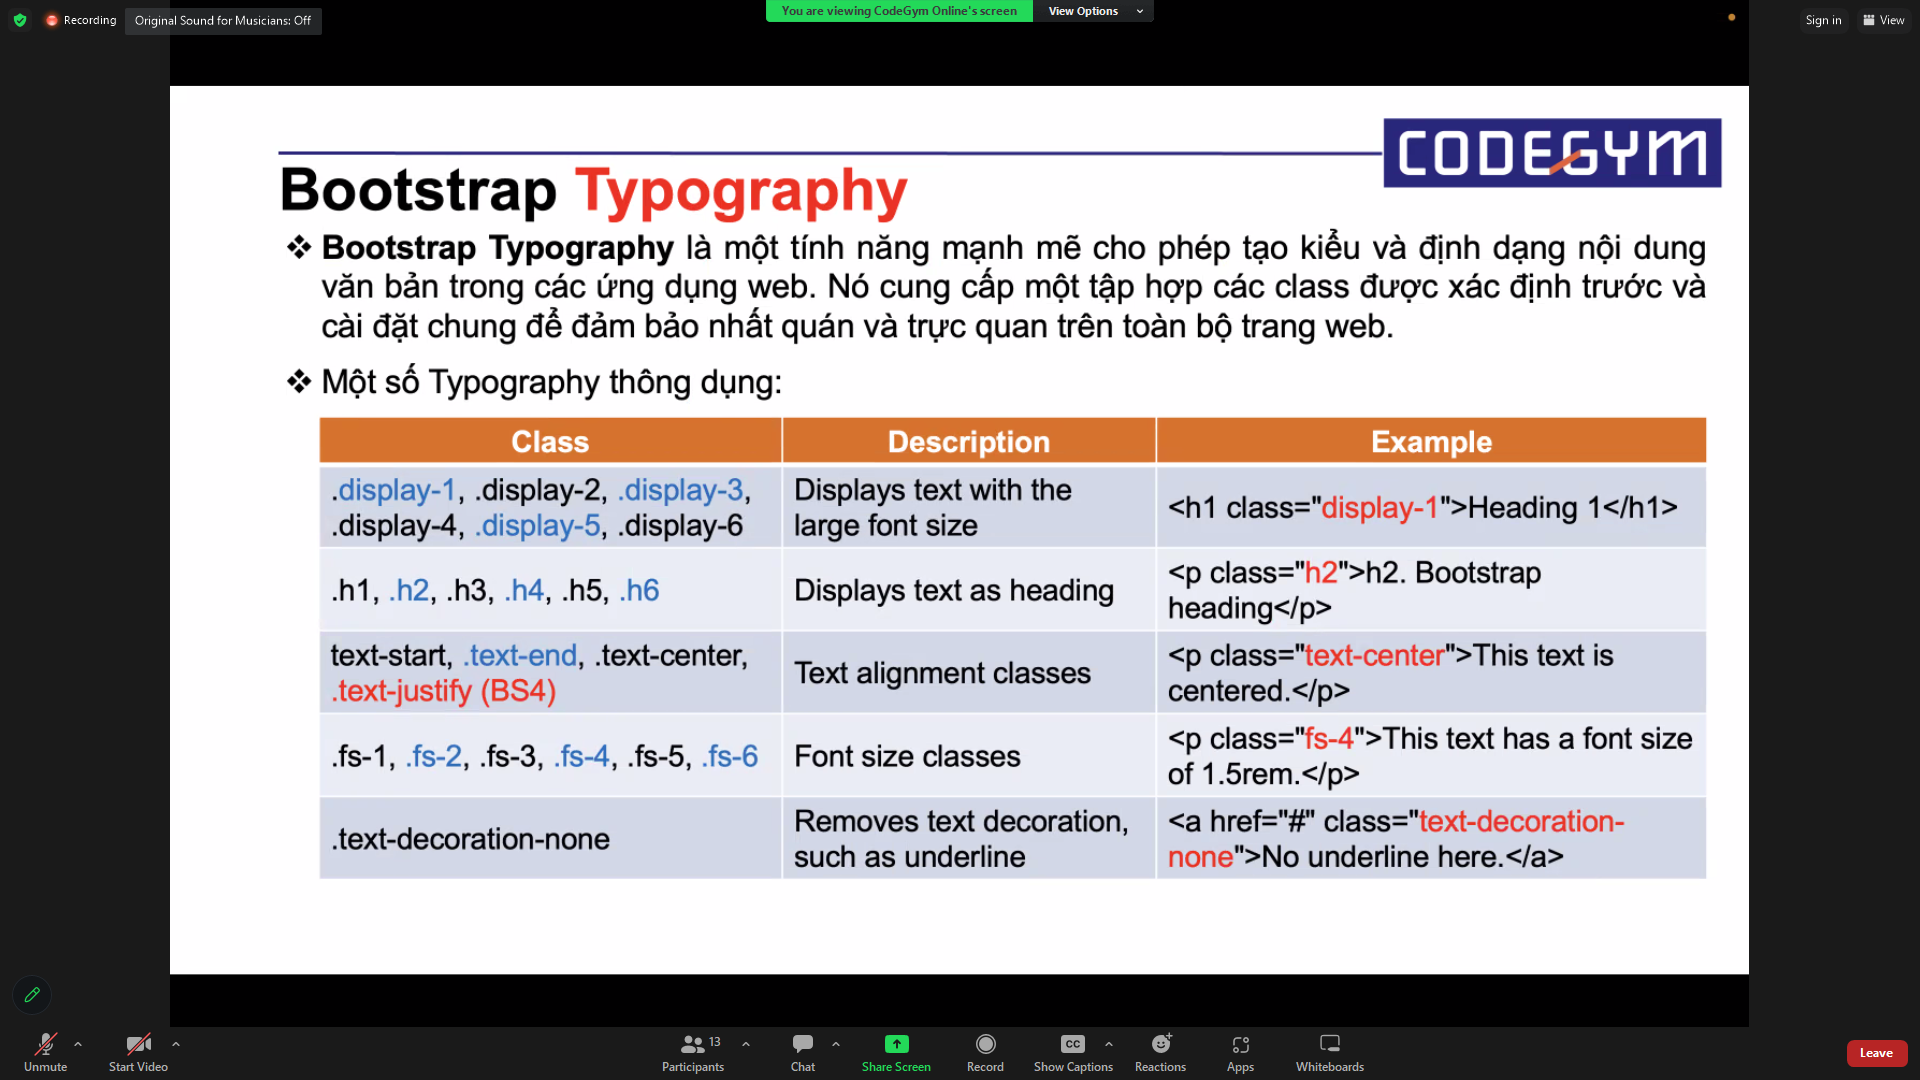 Recording
Original Sound for Musicians: Off
You are viewing CodeGym Online's screen
View Options
Sign in
View
CODEGYM
Bootstrap Typography
❖ Bootstrap Typography là một tính năng mạnh mẽ cho phép tạo kiểu và định dạng nội dung
văn bản trong các ứng dụng web. Nó cung cấp một tập hợp các class được xác định trước và
cài đặt chung để đảm bảo nhất quán và trực quan trên toàn bộ trang web.
❖ Một số Typography thông dụng:
Class
Description
Example
.display-1, .display-2, .display-3,
.display-4, .display-5, .display-6
Displays text with the
large font size
<h1 class="display-1">Heading 1</h1>
.h1, .h2, .h3, .h4, .h5, .h6
Displays text as heading
<p class="h2">h2. Bootstrap
heading</p>
text-start, .text-end, .text-center,
.text-justify (BS4)
Text alignment classes
<p class="text-center">This text is
centered.</p>
.fs-1, .fs-2, .fs-3, .fs-4, .fs-5, .fs-6
Font size classes
<p class="fs-4">This text has a font size
of 1.5rem.</p>
.text-decoration-none
Removes text decoration,
such as underline
<a href="#" class="text-decoration-
none">No underline here.</a>
Unmute
Start Video
13
Participants
Chat
Share Screen
Record
CC
Show Captions
Reactions
Apps
Whiteboards
Leave